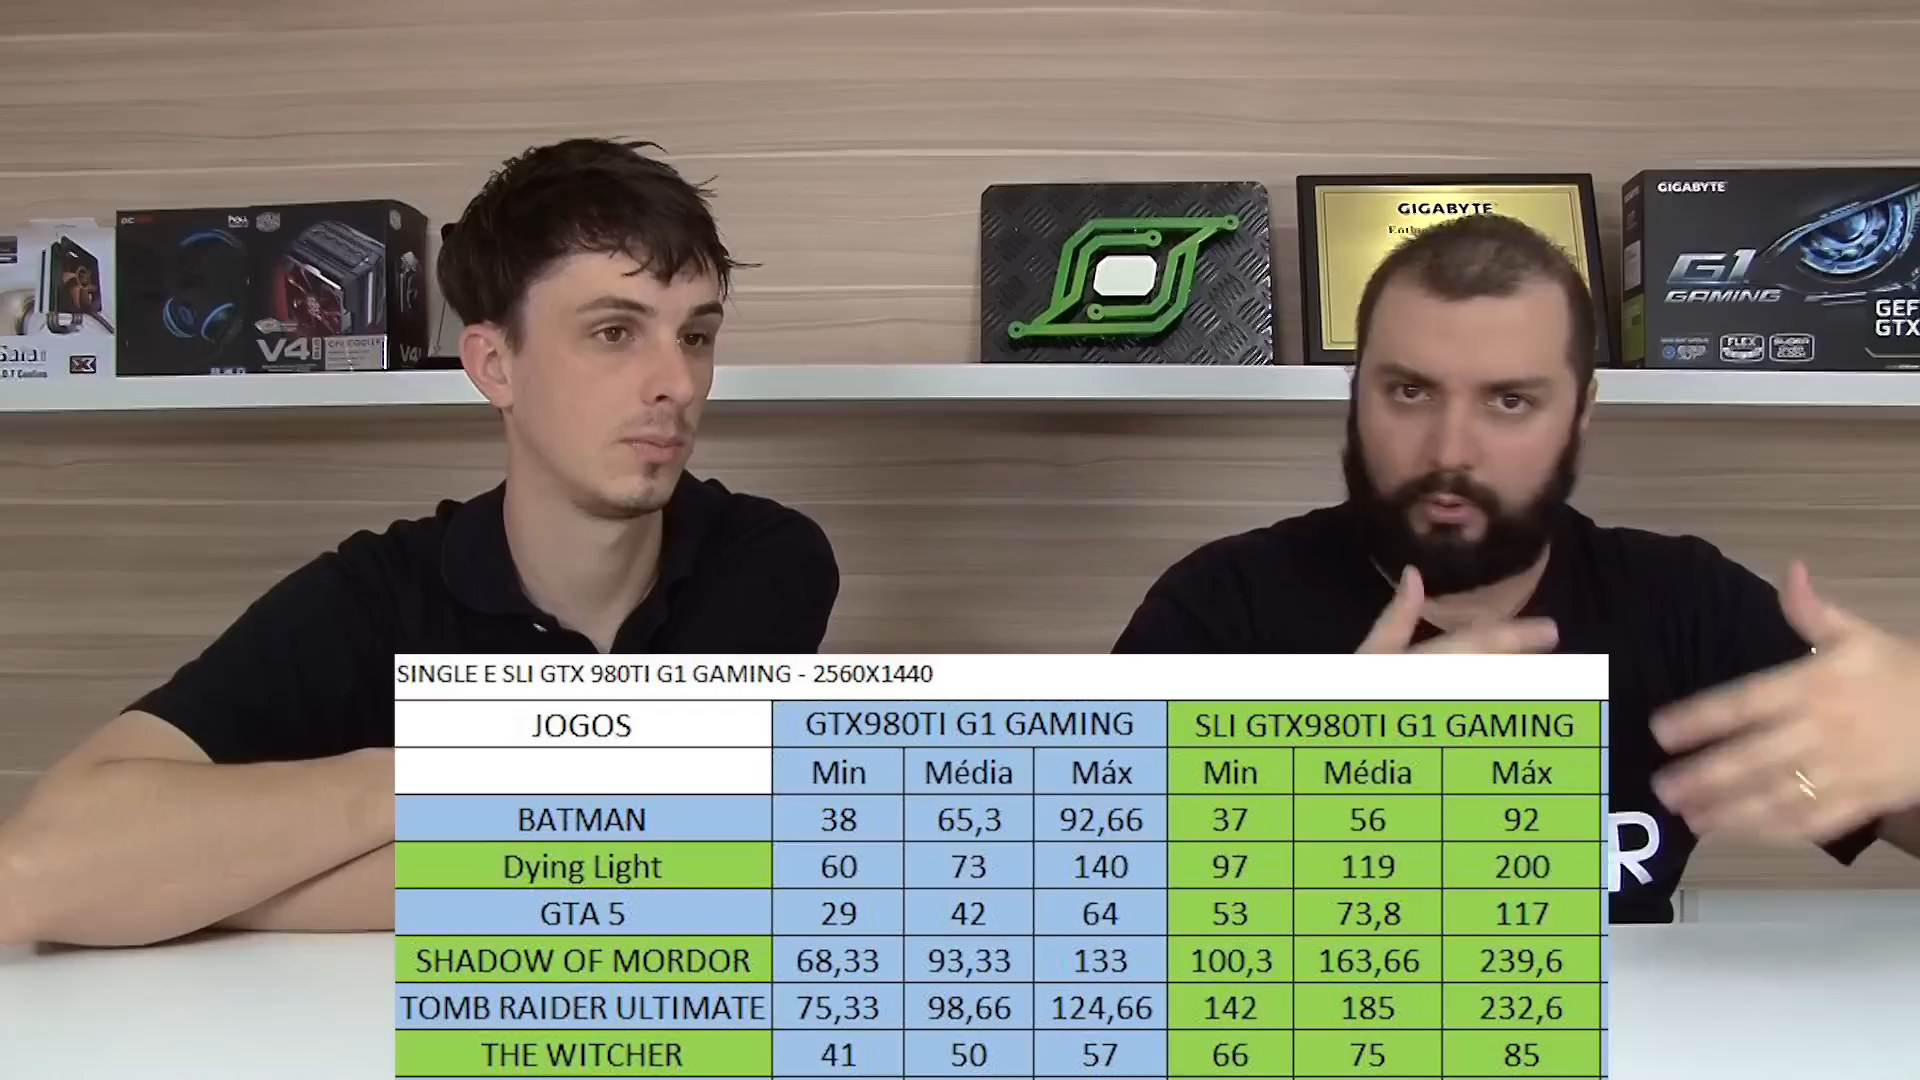 GIGABYTE
GIGABYTE
G1
GAMING
GEF
GTX
FLEX
V4
V4
CPU COOLER
R
SINGLE E SLI GTX 980TI G1 GAMING - 2560X1440
JOGOS GTX980TI G1 GAMING SLI GTX980TI G1 GAMING
Min Média Máx Min Média Máx
BATMAN 38 65,3 92,66 37 56 92
Dying Light 60 73 140 97 119 200
GTA 5 29 42 64 53 73,8 117
SHADOW OF MORDOR 68,33 93,33 133 100,3 163,66 239,6
TOMB RAIDER ULTIMATE 75,33 98,66 124,66 142 185 232,6
THE WITCHER 41 50 57 66 75 85